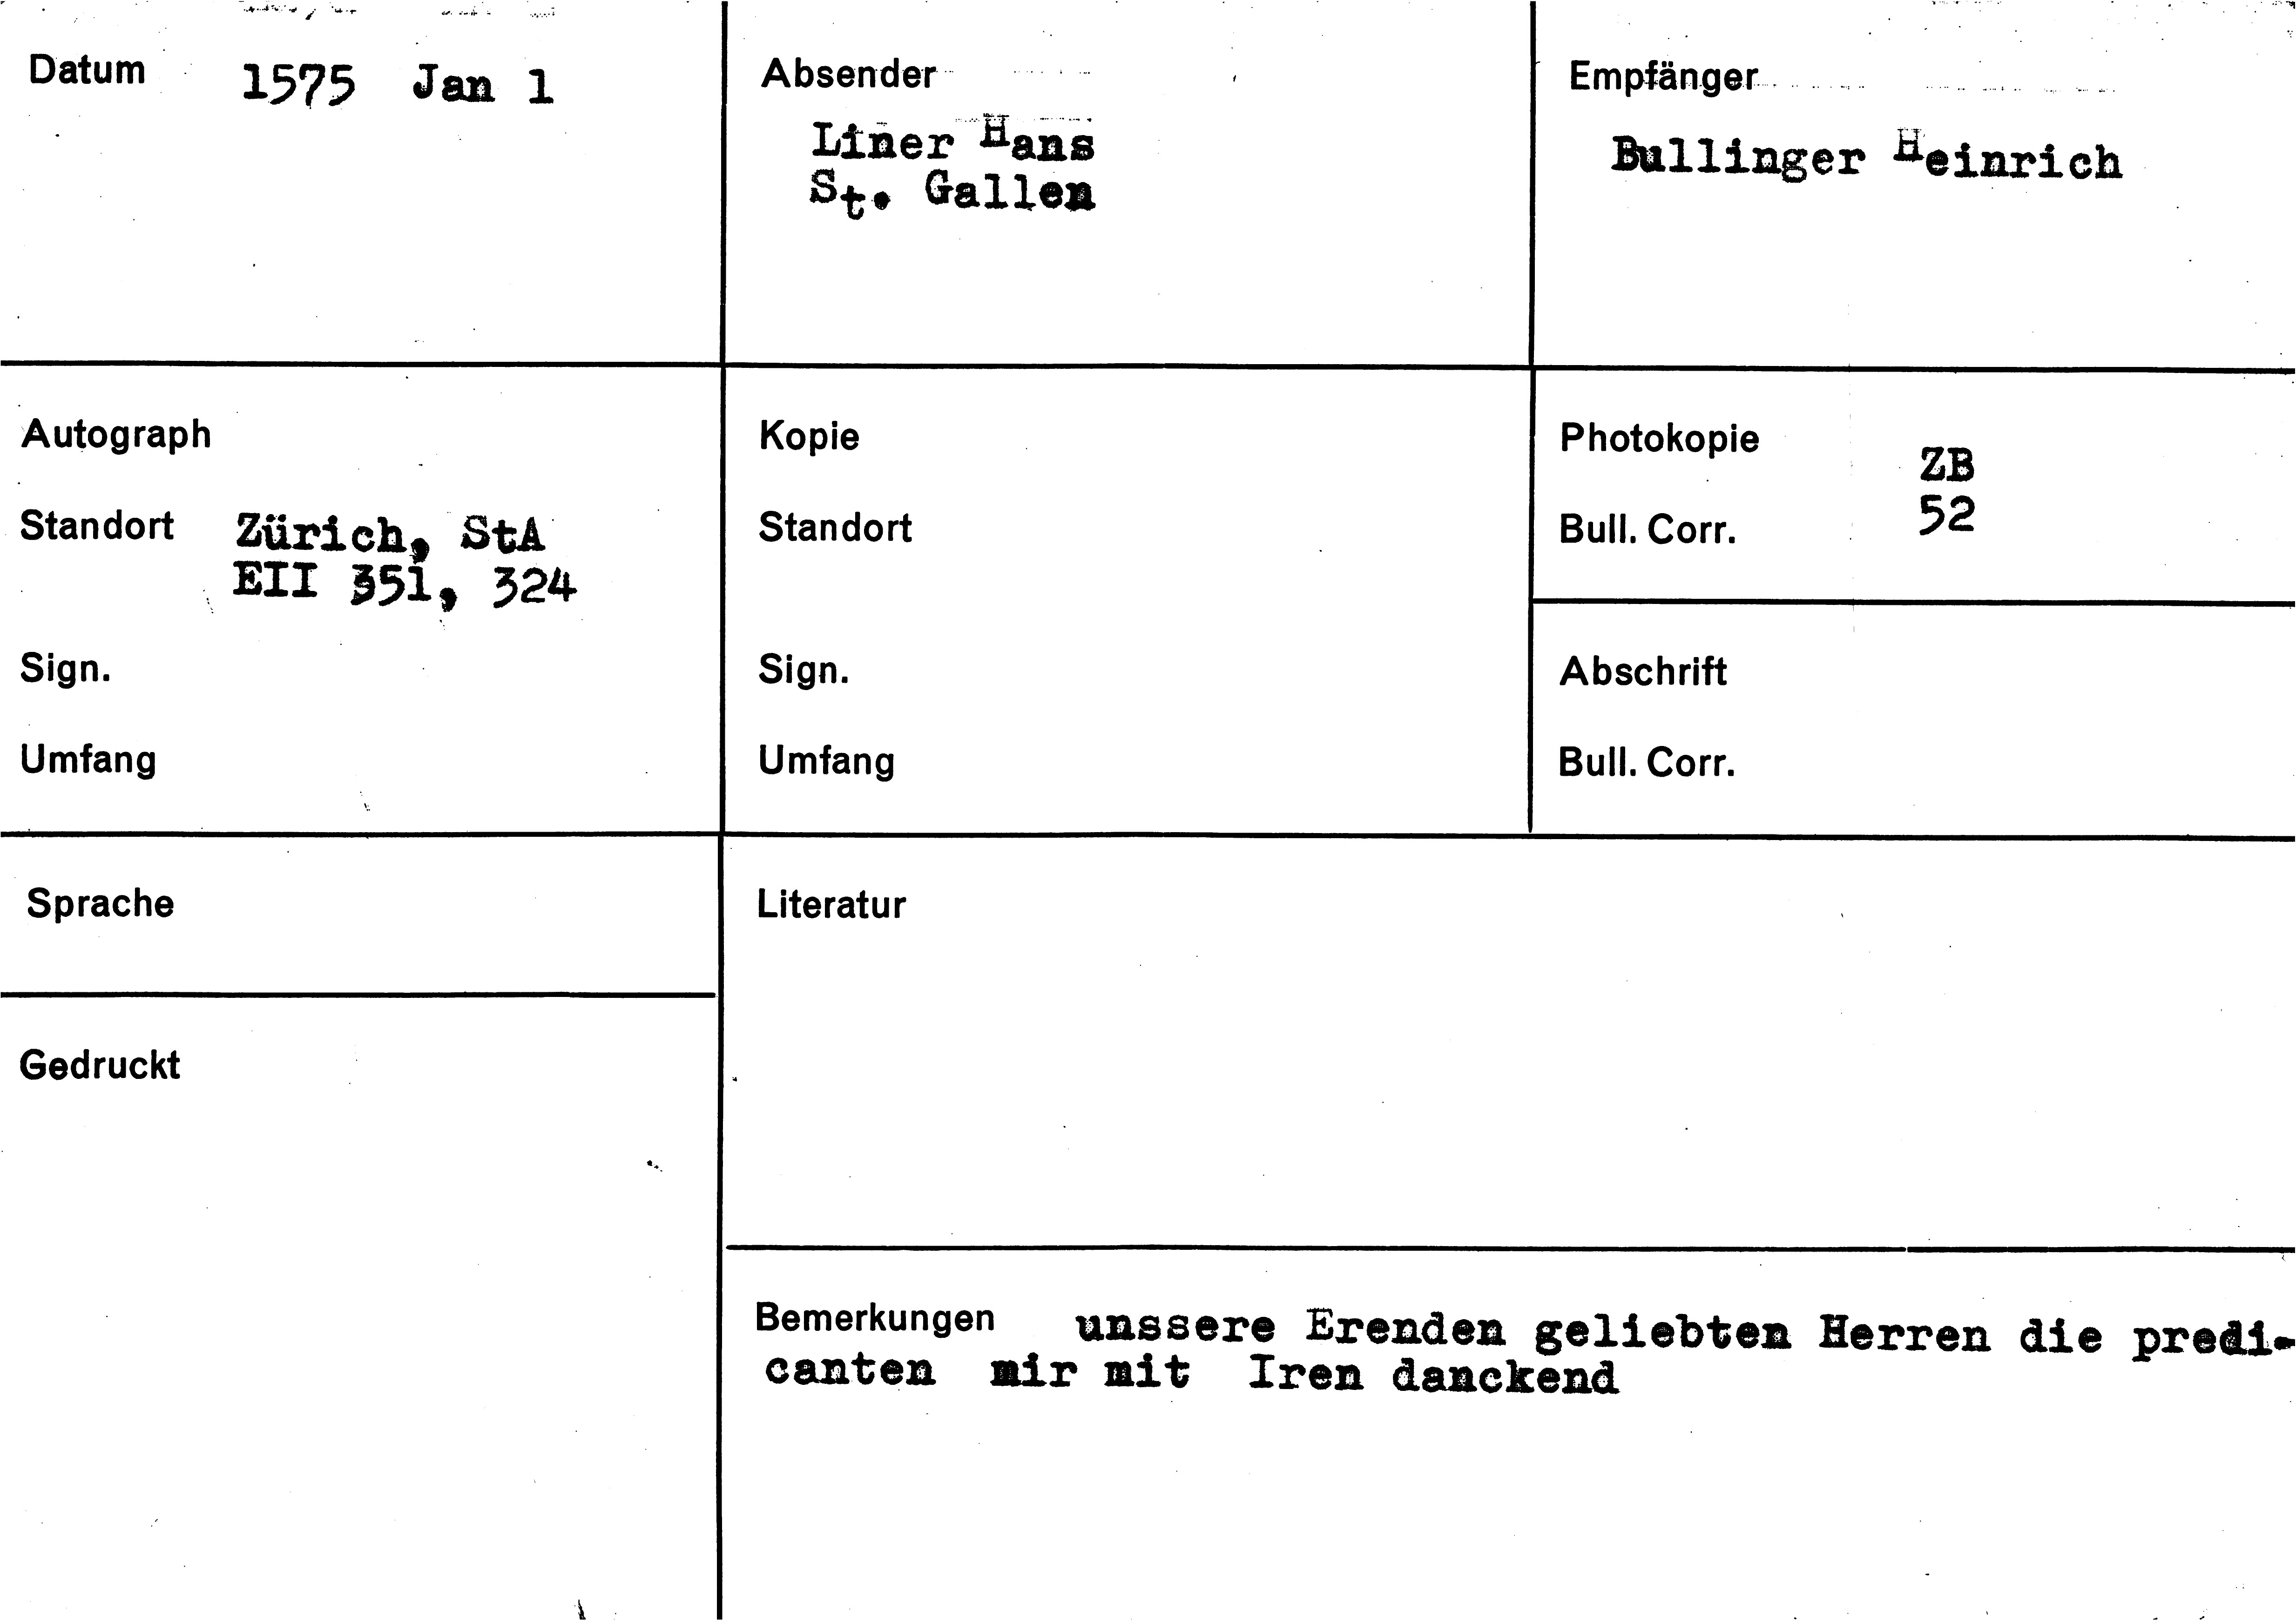 Datum 1575 Jan 1
Absender
Liner Hans
St. Gallen
Empfänger
Bullinger Heinrich
Autograph
Standort Zürich, StA
EII 351, 324
Sign.
Umfang
Kopie
Standort
Sign.
Umfang
Photokopie ZB
Bull. Corr. 52
Abschrift
Bull. Corr.
Sprache
Gedruckt
Literatur
Bemerkungen unssere Erenden geliebten Herren die predi-
canten mir mit Iren danckend